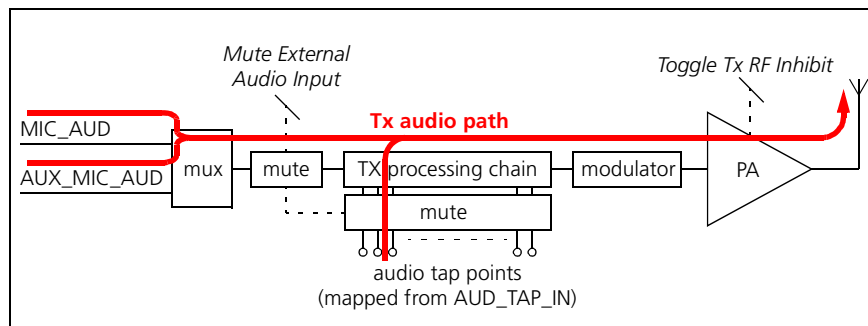 Mute External
Audio Input
Toggle Tx RF Inhibit
MIC_AUD
Tx audio path
AUX_MIC_AUD
mux
mute
TX processing chain
modulator
PA
mute
audio tap points
(mapped from AUD_TAP_IN)